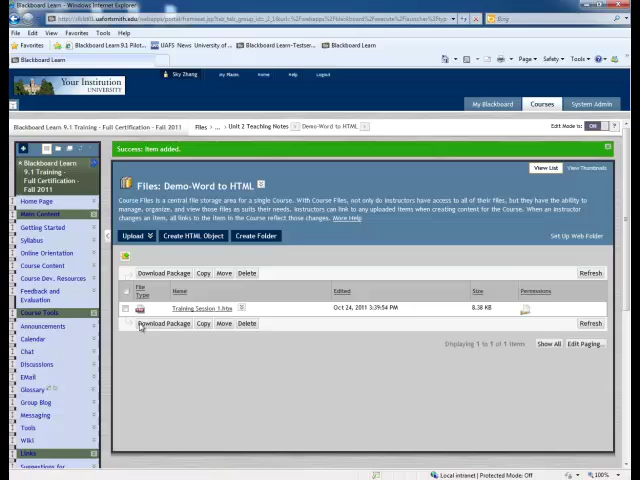 Blackboard Learn - Windows Internet Explorer
File Edit View Favorites Tools Help
Favorites Blackboard Learn 9.1 Pilot... UAFS News University of ... Blackboard Learn-Testser... Blackboard Learn
Blackboard Learn Page Safety Tools
Sky Zhang My Places Home Help Logout
Your Institution
UNIVERSITY
My Blackboard Courses System Admin
Blackboard Learn 9.1 Training - Full Certification - Fall 2011 Files ... Unit 2 Teaching Notes Demo-Word to HTML Edit Mode is: ON ?
Success: Item added.
Blackboard Learn
9.1 Training -
Full Certification -
Fall 2011
Home Page
Main Content
Getting Started
Syllabus
Online Orientation
Course Content
Course Dev. Resources
Feedback and
Evaluation
Course Tools
Announcements
Calendar
Chat
Discussions
EMail
Glossary
Group Blog
Messaging
Tools
Wiki
Links
Suggestions for
View List View Thumbnails
Files: Demo-Word to HTML
Course Files is a central file storage area for a single Course. With Course Files, not only do Instructors have access to all of their files, but they have the ability to
manage, organize, and view those files as suits their needs. Instructors can link to any uploaded items when creating content for the Course. When an Instructor
changes an item, all links to the item in the Course reflect those changes. More Help
Upload Create HTML Object Create Folder Set Up Web Folder
Download Package Copy Move Delete Refresh
File
Type Name Edited Size Permissions
Training Session 1.htm Oct 24, 2011 3:39:54 PM 8.38 KB
Download Package Copy Move Delete Refresh
Displaying 1 to 1 of 1 items Show All Edit Paging...
Local intranet | Protected Mode: Off 100%